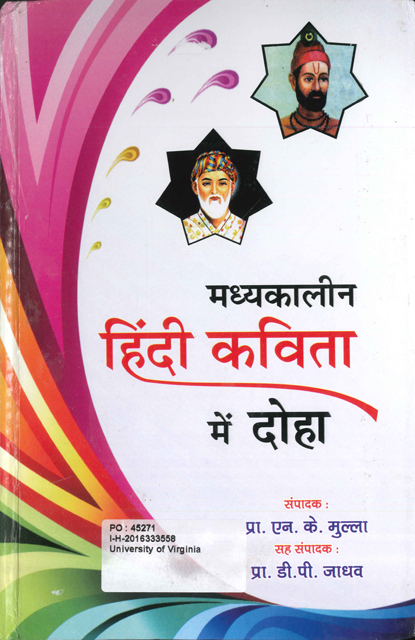 मध्यकालीन
हिंदी कविता
में दोहा
संपादक :
प्रा. एन. के. मुल्ला
सह संपादक :
प्रा. डी. पी. जाधव
PO : 45271
I-H-2016333558
University of Virginia